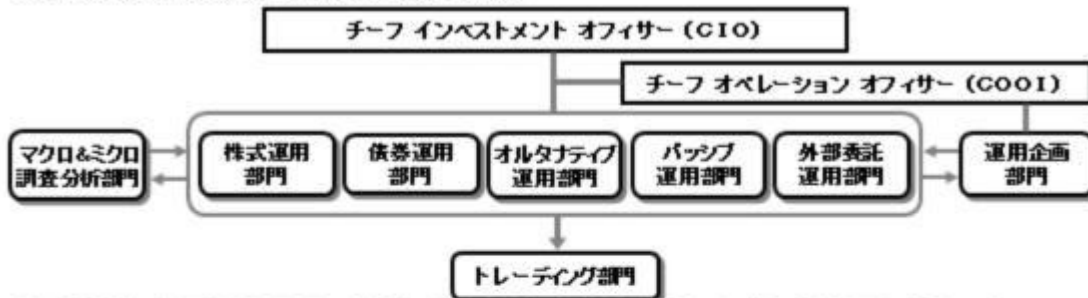 チーフ インベストメント オフィサー (CIO)
チーフ オペレーション オフィサー (COOI)
マクロ&ミクロ
調査分析部門
株式運用
部門
債券運用
部門
オルタナティブ
運用部門
パッシブ
運用部門
外部委託
運用部門
運用企画
部門
トレーディング部門